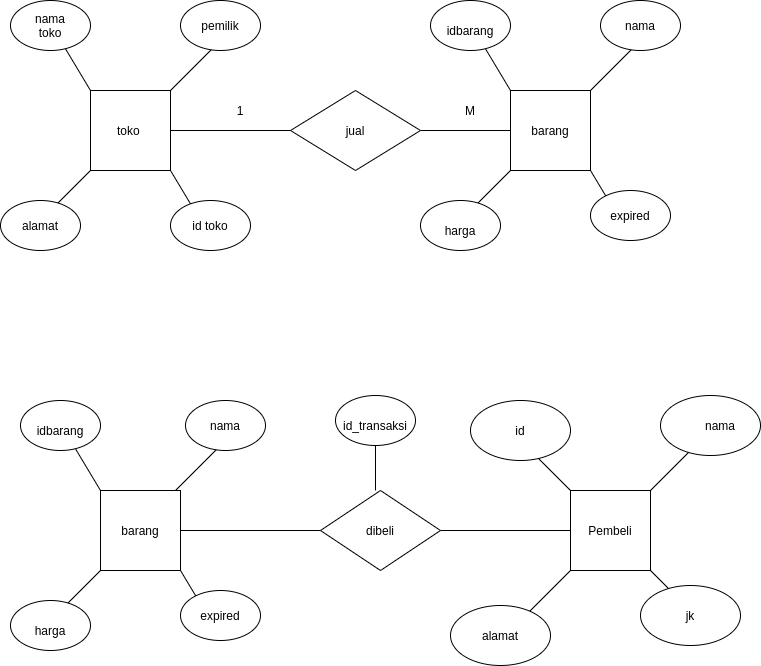 nama
toko
pemilik
idbarang
nama
1
M
toko
jual
barang
alamat
id toko
harga
expired
idbarang
nama
id_transaksi
id
nama
barang
dibeli
Pembeli
harga
expired
alamat
jk